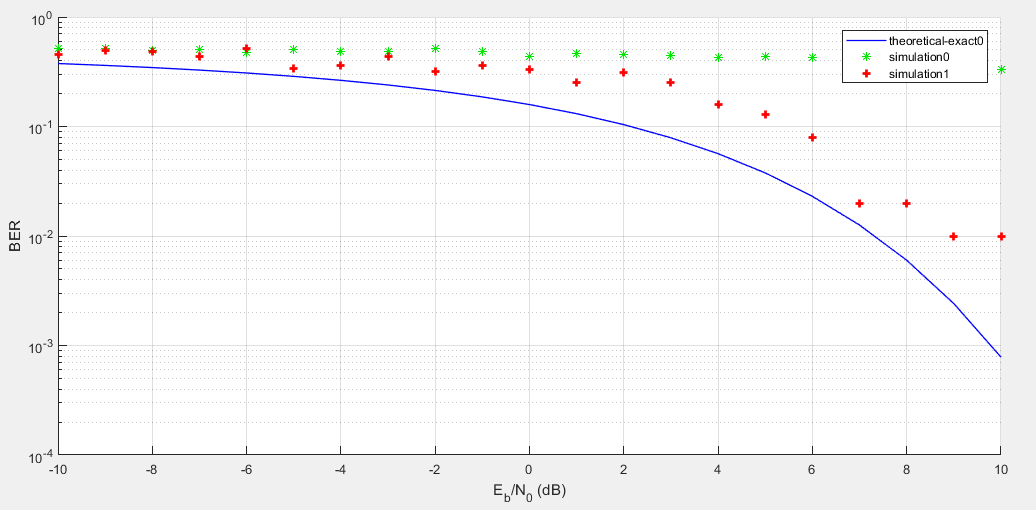 theoretical-exact0
simulation0
simulation1
10^0
10^-1
10^-2
10^-3
10^-4
BER
-10 -8 -6 -4 -2 0 2 4 6 8 10
E_b/N_0 (dB)